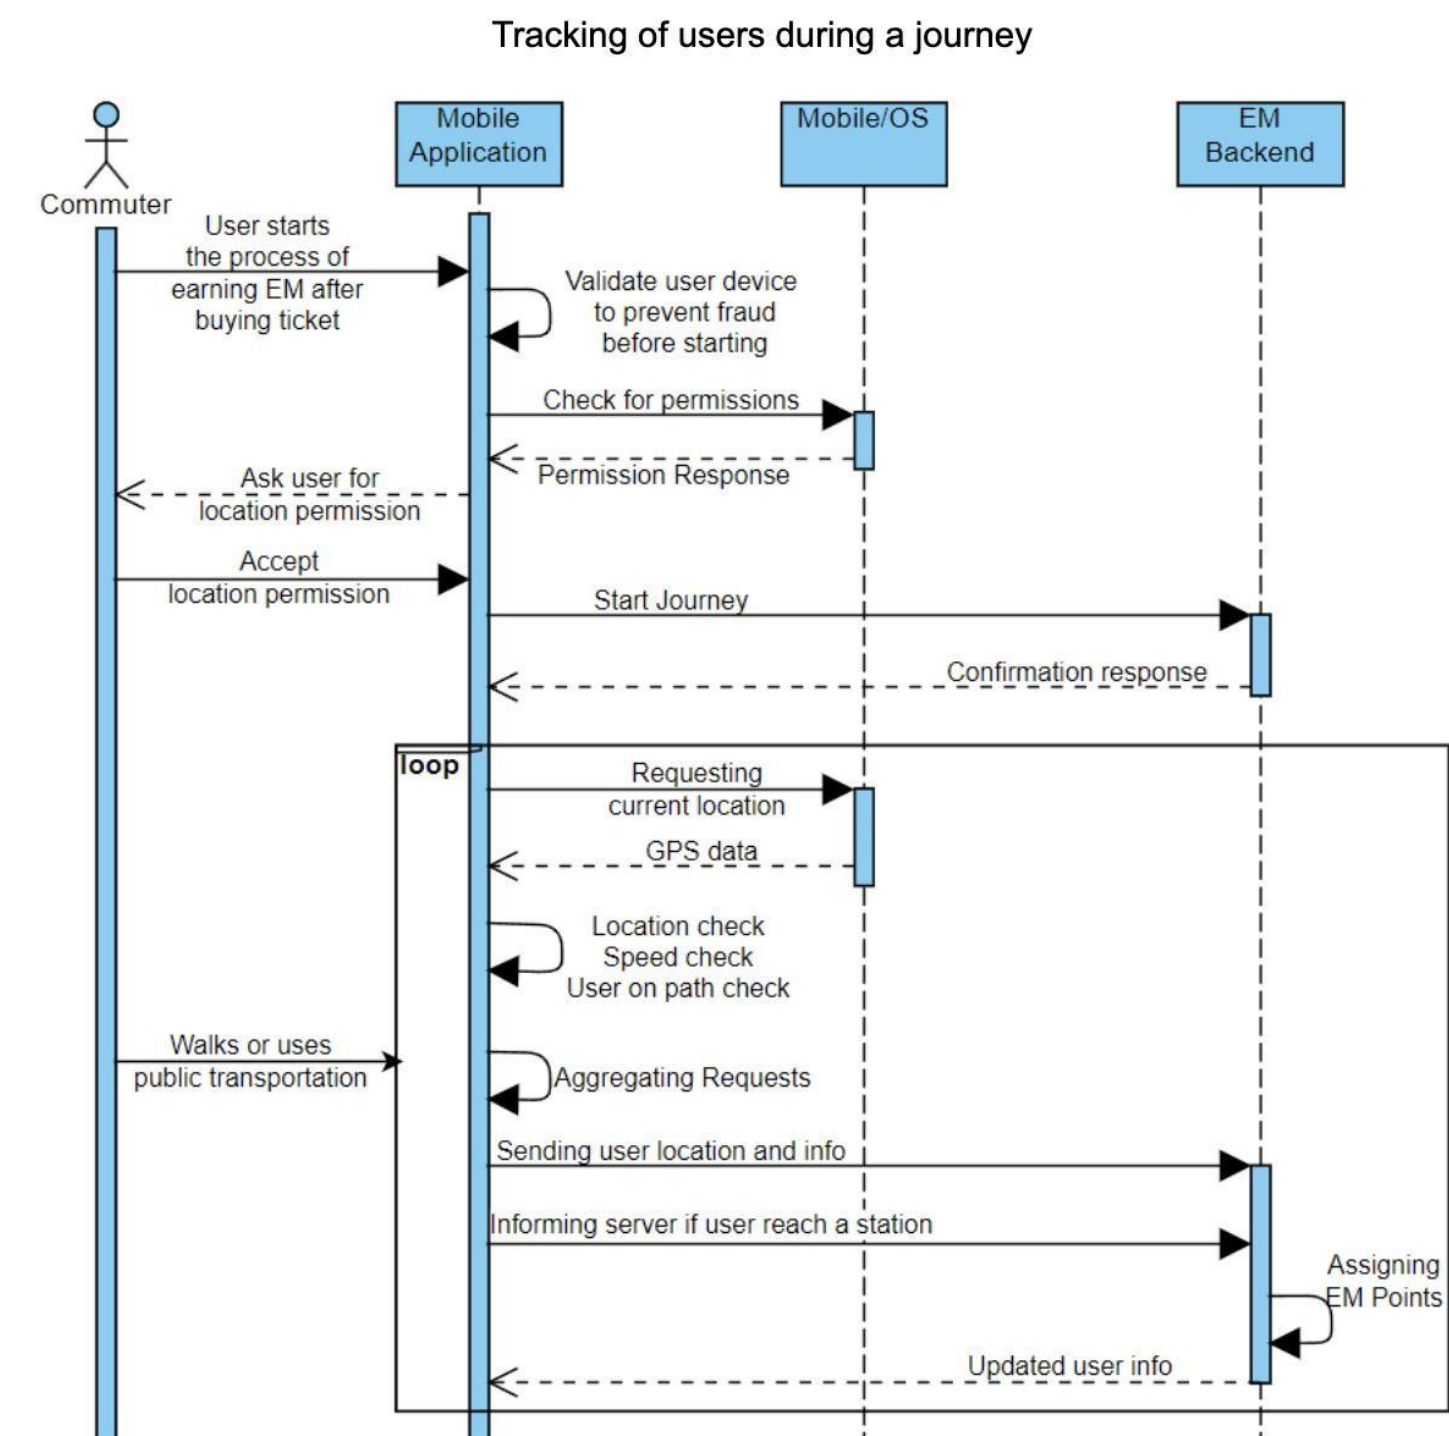 Tracking of users during a journey
Mobile
Application
Mobile/OS
EM
Backend
Commuter
User starts
the process of
earning EM after
buying ticket
Validate user device
to prevent fraud
before starting
Check for permissions
Permission Response
Ask user for
location permission
Accept
location permission
Start Journey
Confirmation response
loop
Requesting
current location
GPS data
Location check
Speed check
User on path check
Walks or uses
public transportation
Aggregating Requests
Sending user location and info
Informing server if user reach a station
Assigning
EM Points
Updated user info